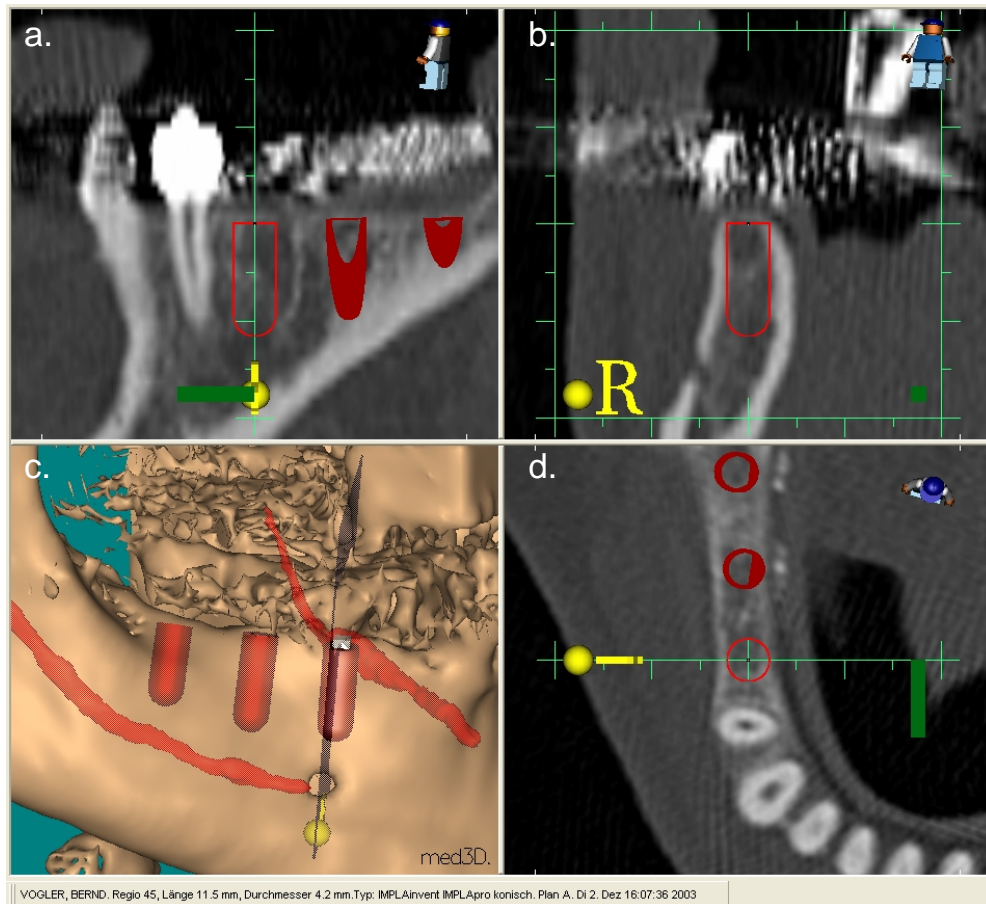 a.
b.
R
c.
d.
med3D.
VOGLER, BERND. Regio 45, Länge 11.5 mm, Durchmesser 4.2 mm.Typ: IMPLAinvent IMPLApro konisch. Plan A. Di 2. Dez 16:07:36 2003